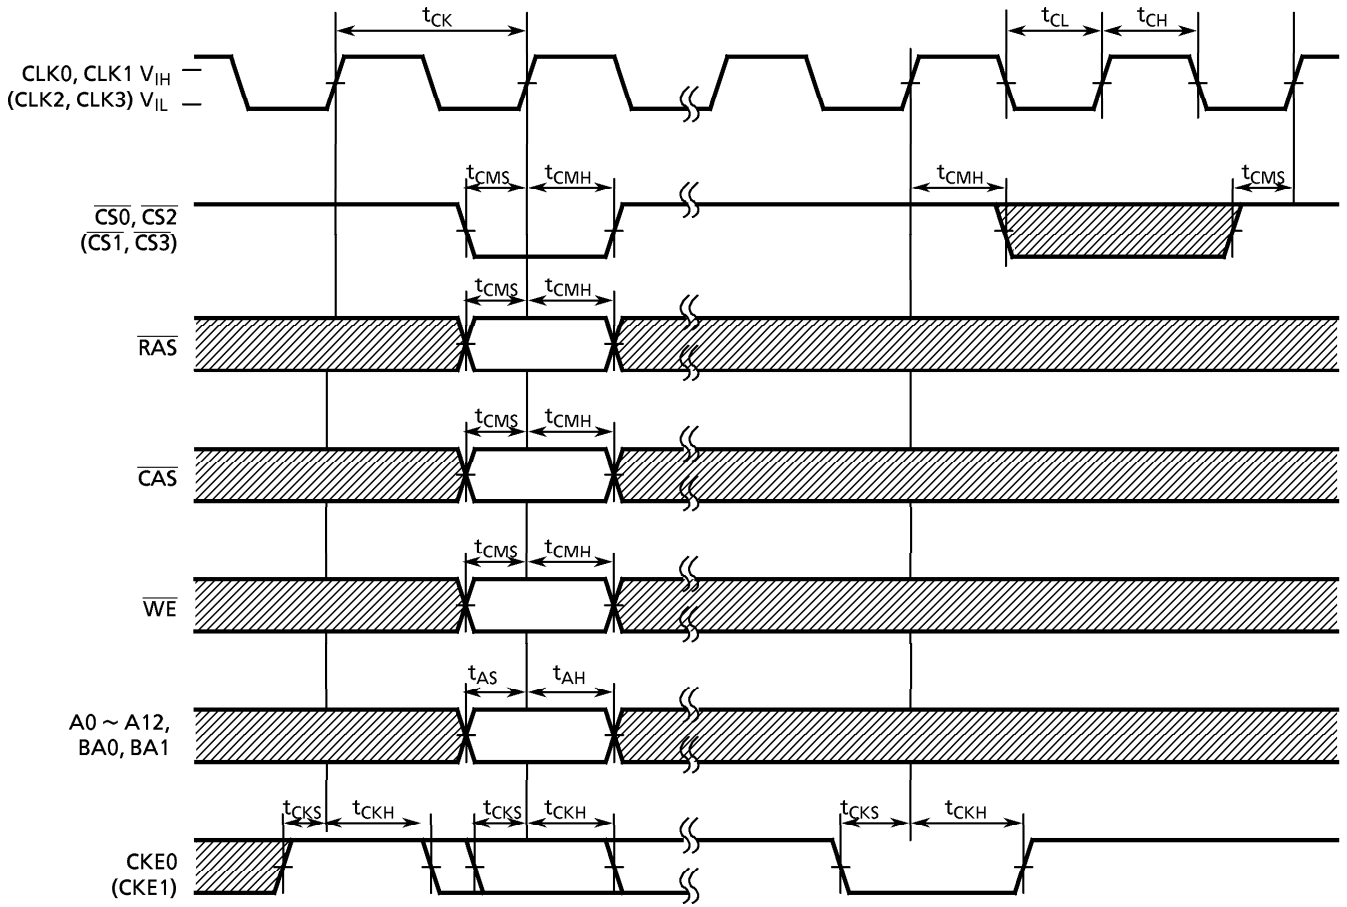 tCK
tCL
tCH
CLK0, CLK1 VIH
(CLK2, CLK3) VIL
tCMS
tCMH
tCMH
tCMS
CS0, CS2
(CS1, CS3)
tCMS
tCMH
RAS
tCMS
tCMH
CAS
tCMS
tCMH
WE
tAS
tAH
A0 ~ A12,
BA0, BA1
tCKS
tCKH
tCKS
tCKH
tCKS
tCKH
CKE0
(CKE1)